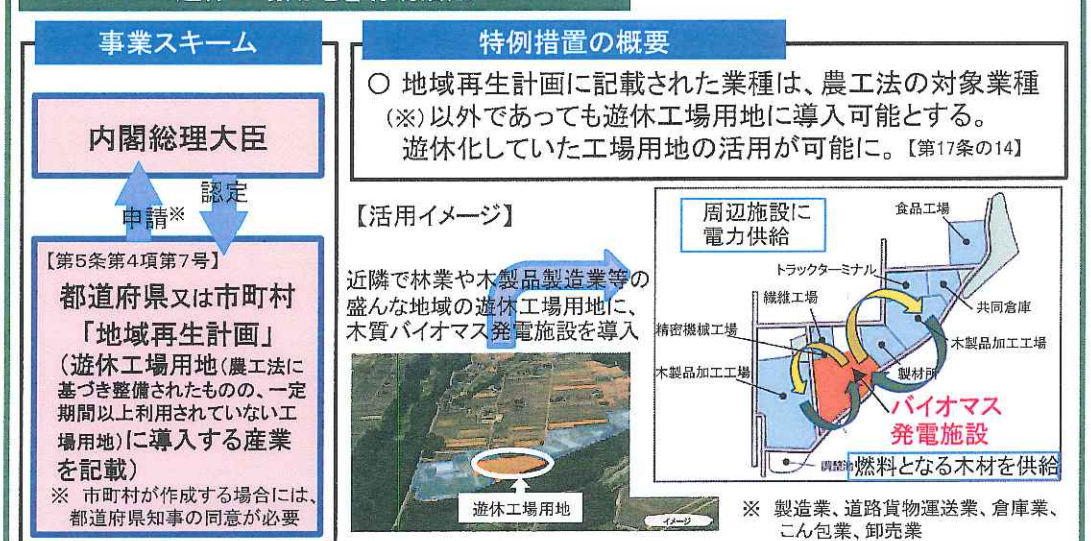 事業スキーム
内閣総理大臣
認定
申請※
【第5条第4項第7号】
都道府県又は市町村
「地域再生計画」
(遊休工場用地(農工法に
基づき整備されたものの、一定
期間以上利用されていない工
場用地)に導入する産業
を記載)
※ 市町村が作成する場合には、
都道府県知事の同意が必要
特例措置の概要
○ 地域再生計画に記載された業種は、農工法の対象業種
(※)以外であっても遊休工場用地に導入可能とする。
遊休化していた工場用地の活用が可能に。【第17条の14】
【活用イメージ】
近隣で林業や木製品製造業等の
盛んな地域の遊休工場用地に、
木質バイオマス発電施設を導入
遊休工場用地
イメージ
周辺施設に
電力供給
食品工場
トラックターミナル
繊維工場
共同倉庫
精密機械工場
木製品加工工場
木製品加工工場
製材所
バイオマス
発電施設
調整池
燃料となる木材を供給
※ 製造業、道路貨物運送業、倉庫業、
こん包業、卸売業